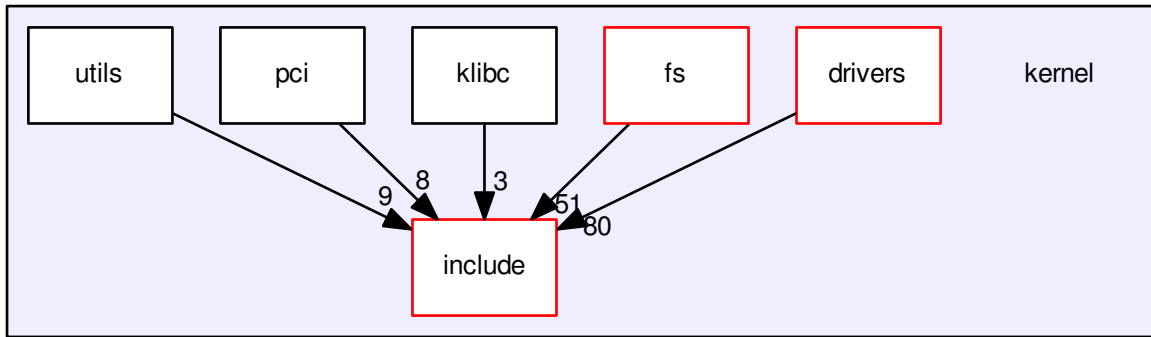 utils
pci
klibc
fs
drivers
kernel
9
8
3
51
80
include